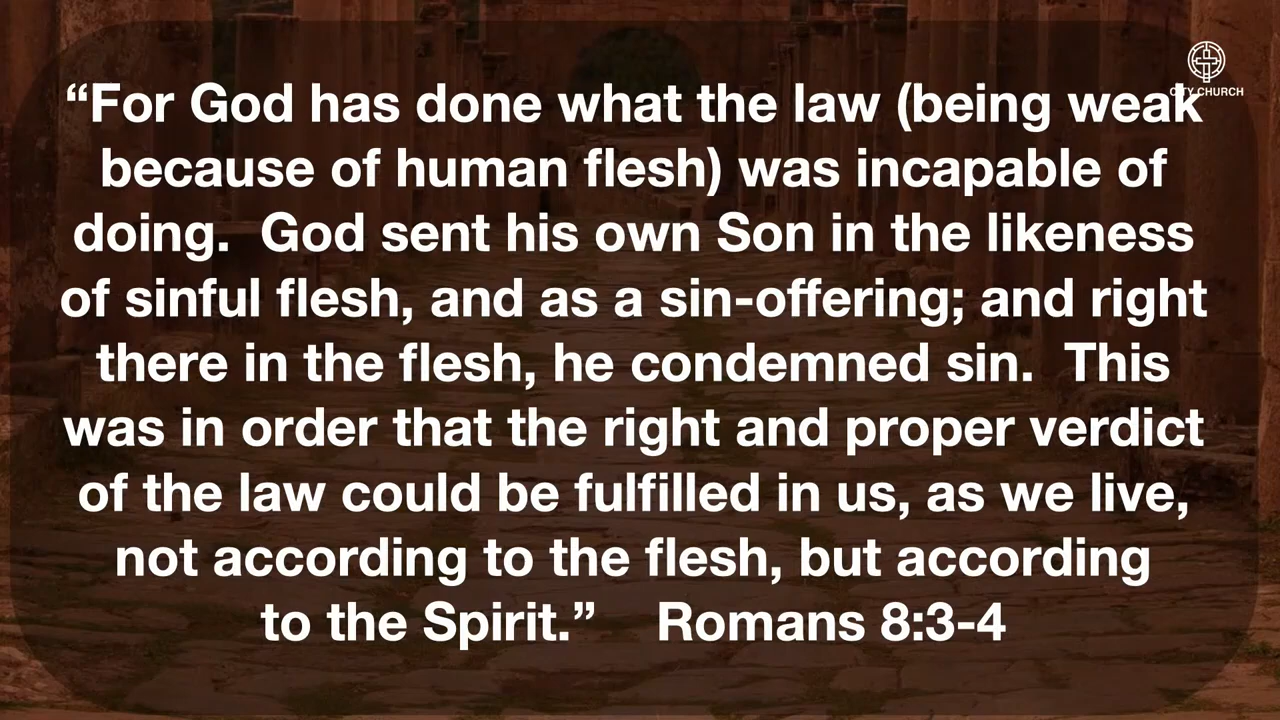 CITY CHURCH
“For God has done what the law (being weak
because of human flesh) was incapable of
doing.  God sent his own Son in the likeness
of sinful flesh, and as a sin-offering; and right
there in the flesh, he condemned sin.  This
was in order that the right and proper verdict
of the law could be fulfilled in us, as we live,
not according to the flesh, but according
to the Spirit.”    Romans 8:3-4